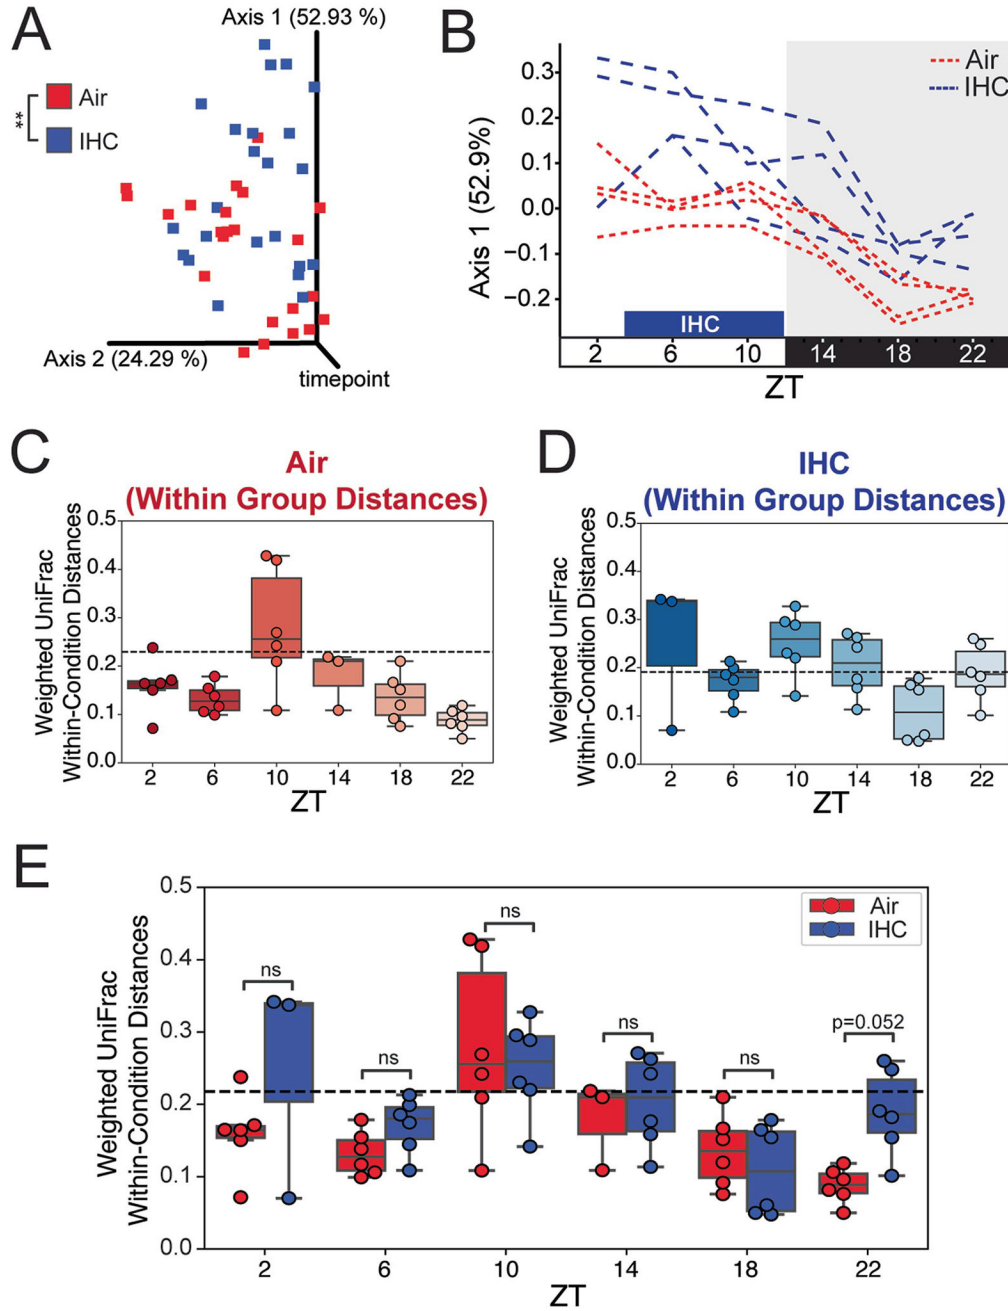 A
Axis 1 (52.93 %)
**
Air
IHC
Axis 2 (24.29 %)
timepoint
B
Axis 1 (52.9%)
0.3
0.2
0.1
0.0
−0.1
−0.2
Air
IHC
IHC
2 6 10 14 18 22
ZT
C
Air
(Within Group Distances)
Weighted UniFrac
Within-Condition Distances
0.5
0.4
0.3
0.2
0.1
0.0
2 6 10 14 18 22
ZT
D
IHC
(Within Group Distances)
Weighted UniFrac
Within-Condition Distances
0.5
0.4
0.3
0.2
0.1
0.0
2 6 10 14 18 22
ZT
E
Weighted UniFrac
Within-Condition Distances
0.5
0.4
0.3
0.2
0.1
0.0
ns
ns
ns
ns
ns
p=0.052
Air
IHC
2 6 10 14 18 22
ZT